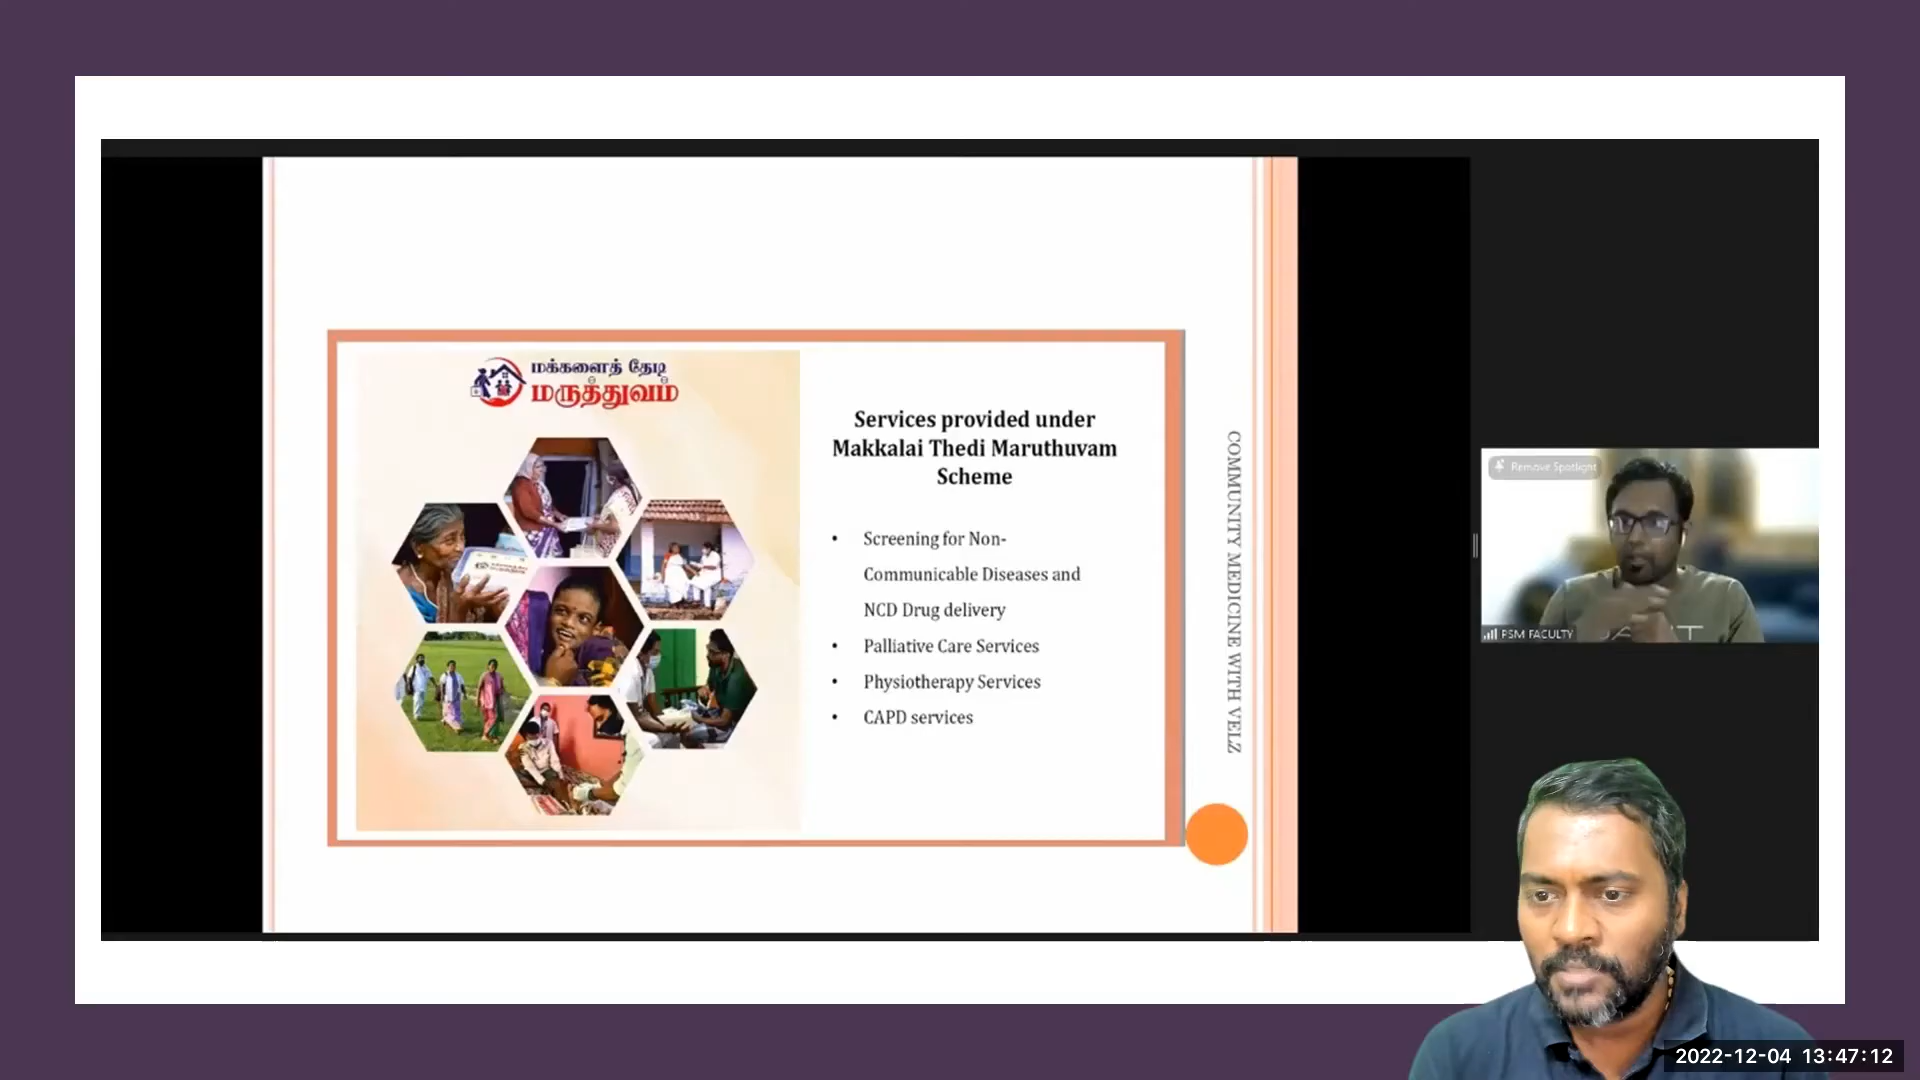 மக்களைத் தேடி
மருத்துவம்
Services provided under
Makkalai Thedi Maruthuvam
Scheme
• Screening for Non-
Communicable Diseases and
NCD Drug delivery
• Palliative Care Services
• Physiotherapy Services
• CAPD services
COMMUNITY MEDICINE WITH VELZ
Remove Spotlight
PSM FACULTY
2022-12-04 13:47:12